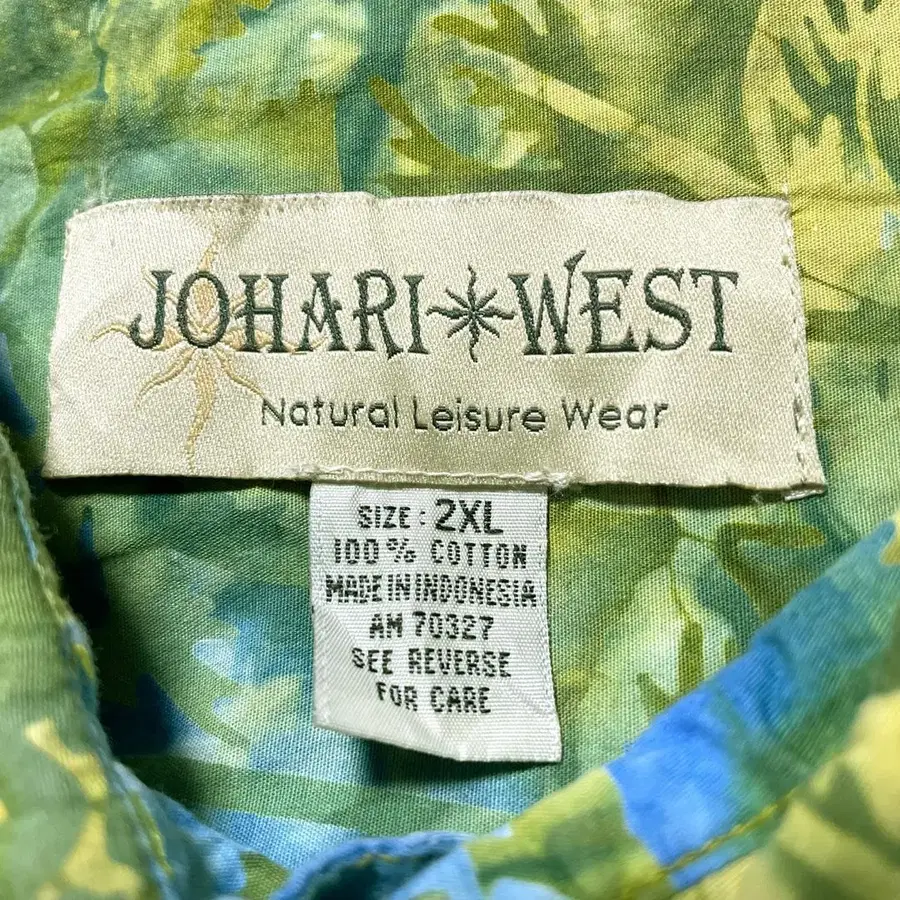 JOHARI WEST
Natural Leisure Wear
SIZE: 2XL
100% COTTON
MADE IN INDONESIA
AM 70327
SEE REVERSE
FOR CARE